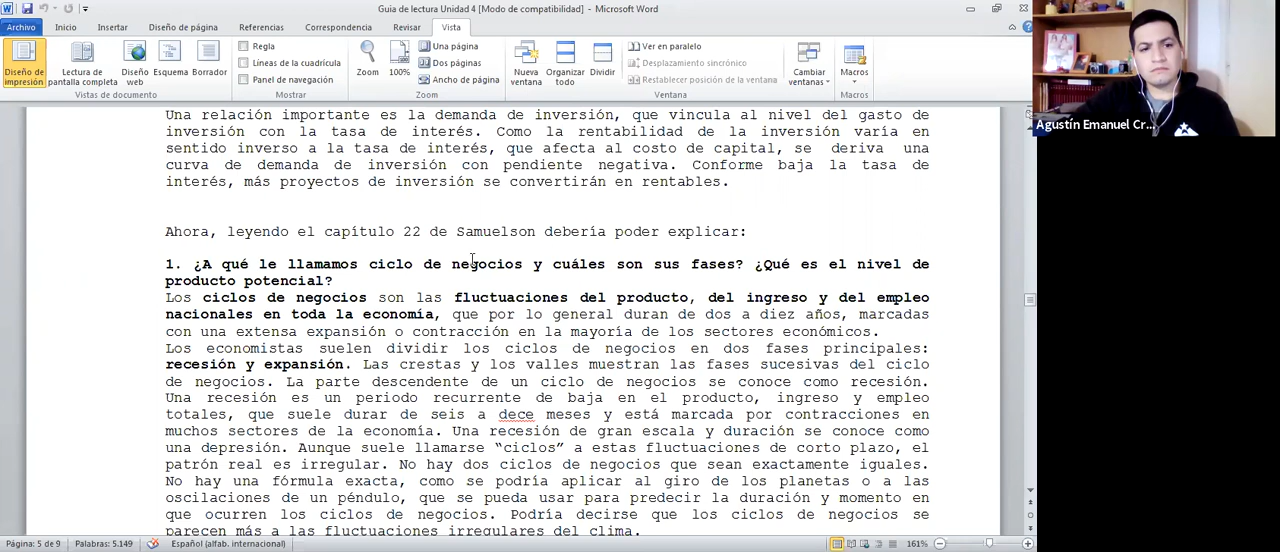 Guia de lectura Unidad 4 [Modo de compatibilidad] - Microsoft Word
Archivo Inicio Insertar Diseño de página Referencias Correspondencia Revisar Vista
Diseño de impresión
Lectura de pantalla completa
Diseño web
Esquema
Borrador
Vistas de documento
Regla
Líneas de la cuadrícula
Panel de navegación
Mostrar
Zoom
100%
Una página
Dos páginas
Ancho de página
Zoom
Nueva ventana
Organizar todo
Dividir
Ver en paralelo
Desplazamiento sincrónico
Restablecer posición de la ventana
Ventana
Cambiar ventanas
Macros
Macros
Agustín Emanuel Cr...
Una relación importante es la demanda de inversión, que vincula al nivel del gasto de
inversión con la tasa de interés. Como la rentabilidad de la inversión varía en
sentido inverso a la tasa de interés, que afecta al costo de capital, se deriva una
curva de demanda de inversión con pendiente negativa. Conforme baja la tasa de
interés, más proyectos de inversión se convertirán en rentables.
Ahora, leyendo el capítulo 22 de Samuelson debería poder explicar:
1. ¿A qué le llamamos ciclo de negocios y cuáles son sus fases? ¿Qué es el nivel de
producto potencial?
Los ciclos de negocios son las fluctuaciones del producto, del ingreso y del empleo
nacionales en toda la economía, que por lo general duran de dos a diez años, marcadas
con una extensa expansión o contracción en la mayoría de los sectores económicos.
Los economistas suelen dividir los ciclos de negocios en dos fases principales:
recesión y expansión. Las crestas y los valles muestran las fases sucesivas del ciclo
de negocios. La parte descendente de un ciclo de negocios se conoce como recesión.
Una recesión es un periodo recurrente de baja en el producto, ingreso y empleo
totales, que suele durar de seis a dece meses y está marcada por contracciones en
muchos sectores de la economía. Una recesión de gran escala y duración se conoce como
una depresión. Aunque suele llamarse “ciclos” a estas fluctuaciones de corto plazo, el
patrón real es irregular. No hay dos ciclos de negocios que sean exactamente iguales.
No hay una fórmula exacta, como se podría aplicar al giro de los planetas o a las
oscilaciones de un péndulo, que se pueda usar para predecir la duración y momento en
que ocurren los ciclos de negocios. Podría decirse que los ciclos de negocios se
parecen más a las fluctuaciones irregulares del clima.
Página: 5 de 9 Palabras: 5.149 Español (alfab. internacional) 161%